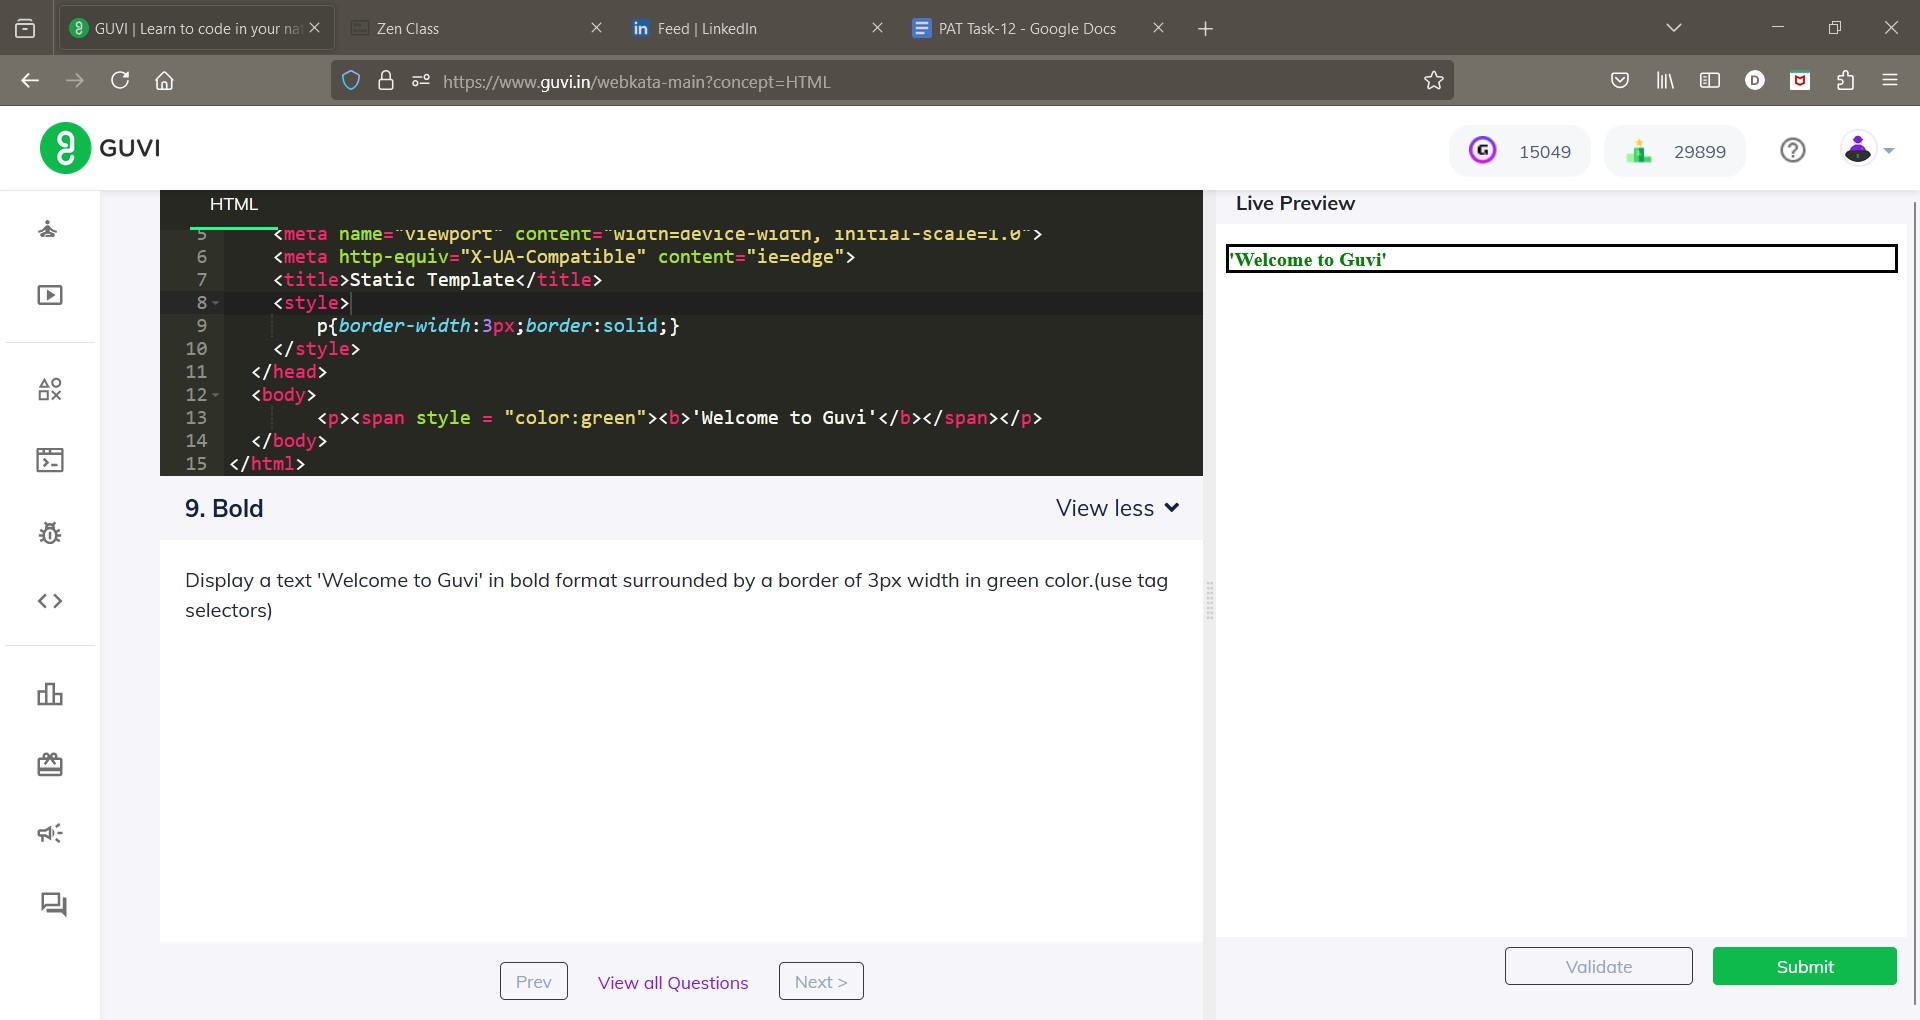 GUVI | Learn to code in your nat
Zen Class
Feed | LinkedIn
PAT Task-12 - Google Docs
https://www.guvi.in/webkata-main?concept=HTML
D
GUVI
G
15049
29899
HTML
5 <meta name="viewport" content="width=device-width, initial-scale=1.0">
6 <meta http-equiv="X-UA-Compatible" content="ie=edge">
7 <title>Static Template</title>
8 <style>
9 p{border-width:3px;border:solid;}
10 </style>
11 </head>
12 <body>
13 <p><span style = "color:green"><b>'Welcome to Guvi'</b></span></p>
14 </body>
15 </html>
Live Preview
'Welcome to Guvi'
9. Bold
View less
Display a text 'Welcome to Guvi' in bold format surrounded by a border of 3px width in green color.(use tag
selectors)
Prev
View all Questions
Next >
Validate
Submit